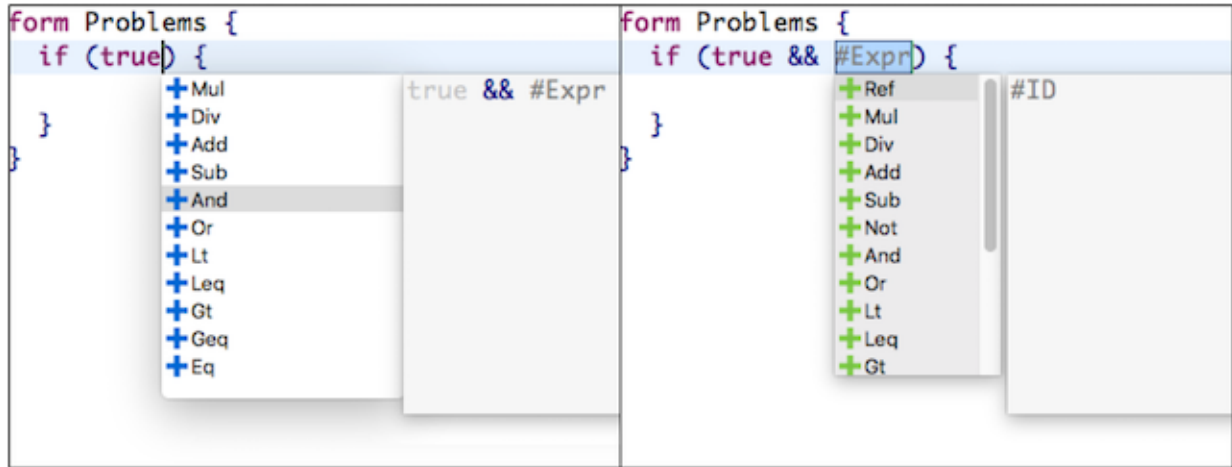 form Problems {
if (true) {
Mul
Div
Add
Sub
And
Or
Lt
Leq
Gt
Geq
Eq
true && #Expr
}
}
form Problems {
if (true && #Expr) {
Ref
Mul
Div
Add
Sub
Not
And
Or
Lt
Leq
Gt
#ID
}
}